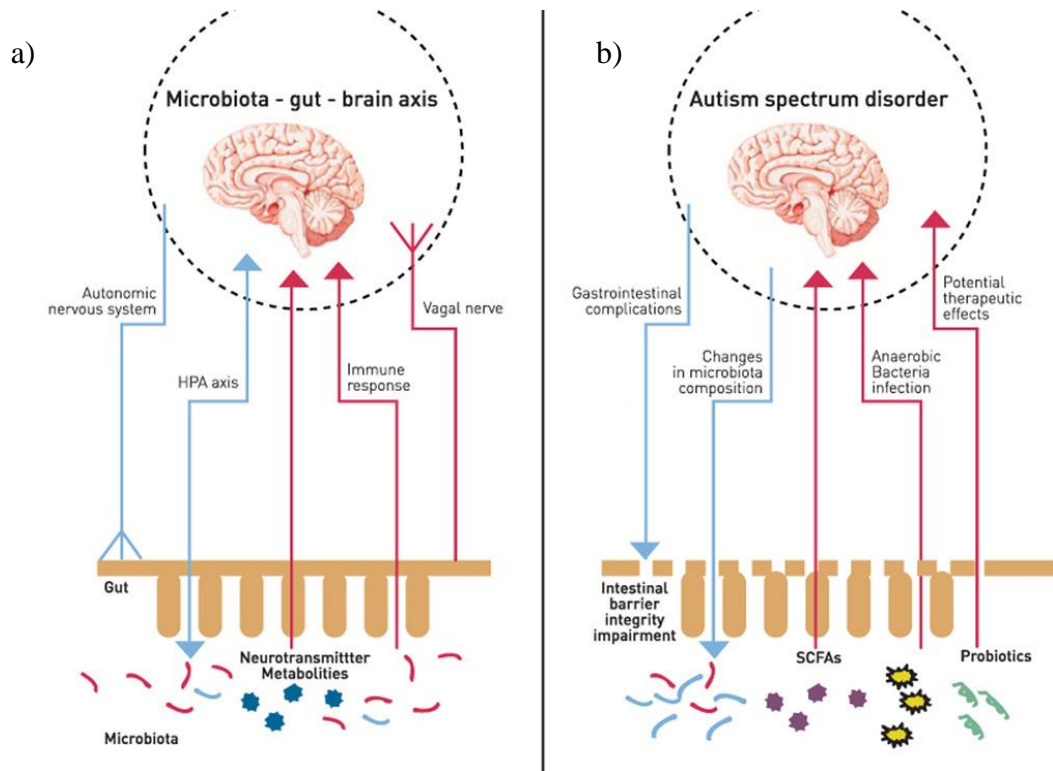 a)
Microbiota - gut - brain axis
Autonomic
nervous system
Vagal nerve
HPA axis
Immune
response
Gut
Neurotransmittter
Metabolities
Microbiota
b)
Autism spectrum disorder
Gastrointestinal
complications
Potential
therapeutic
effects
Changes
in microbiota
composition
Anaerobic
Bacteria
infection
Intestinal
barrier
integrity
impairment
SCFAs
Probiotics